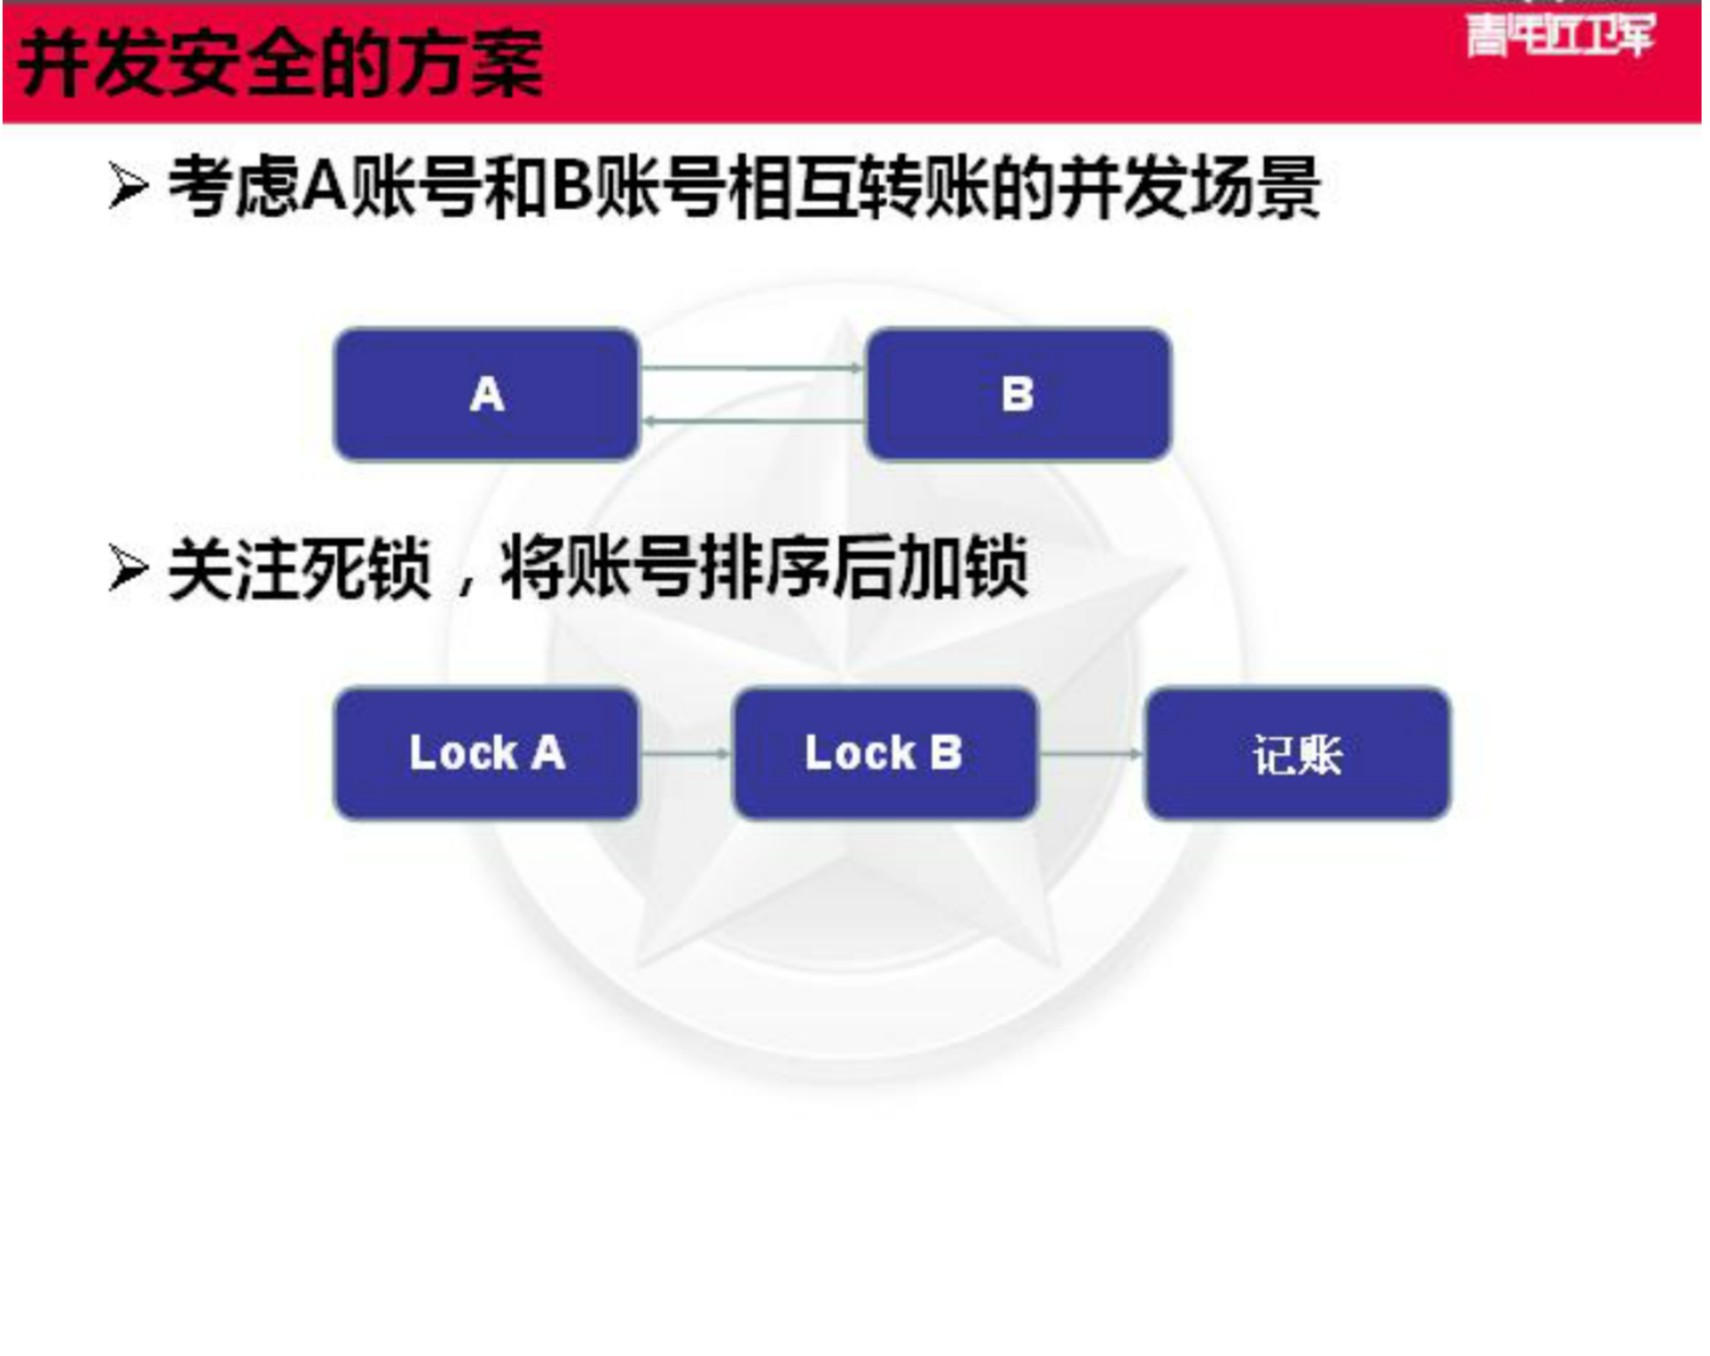 并发安全的方案
青年近卫军
考虑A账号和B账号相互转账的并发场景
A
B
关注死锁，将账号排序后加锁
Lock A
Lock B
记账